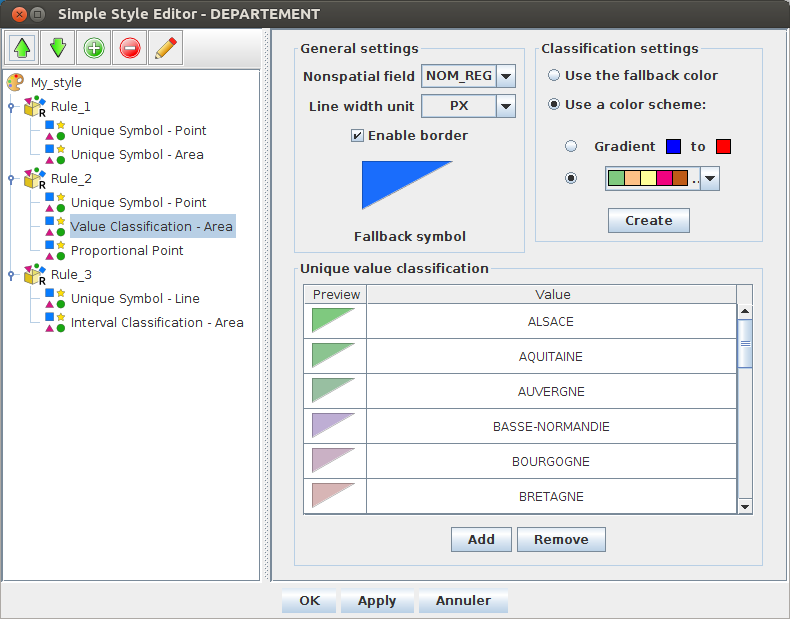 Simple Style Editor - DEPARTEMENT
My_style
R Rule_1
Unique Symbol - Point
Unique Symbol - Area
R Rule_2
Unique Symbol - Point
Value Classification - Area
Proportional Point
R Rule_3
Unique Symbol - Line
Interval Classification - Area
General settings
Nonspatial field NOM_REG
Line width unit PX
Enable border
Fallback symbol
Classification settings
Use the fallback color
Use a color scheme:
Gradient to
..
Create
Unique value classification
Preview Value
ALSACE
AQUITAINE
AUVERGNE
BASSE-NORMANDIE
BOURGOGNE
BRETAGNE
Add Remove
OK Apply Annuler